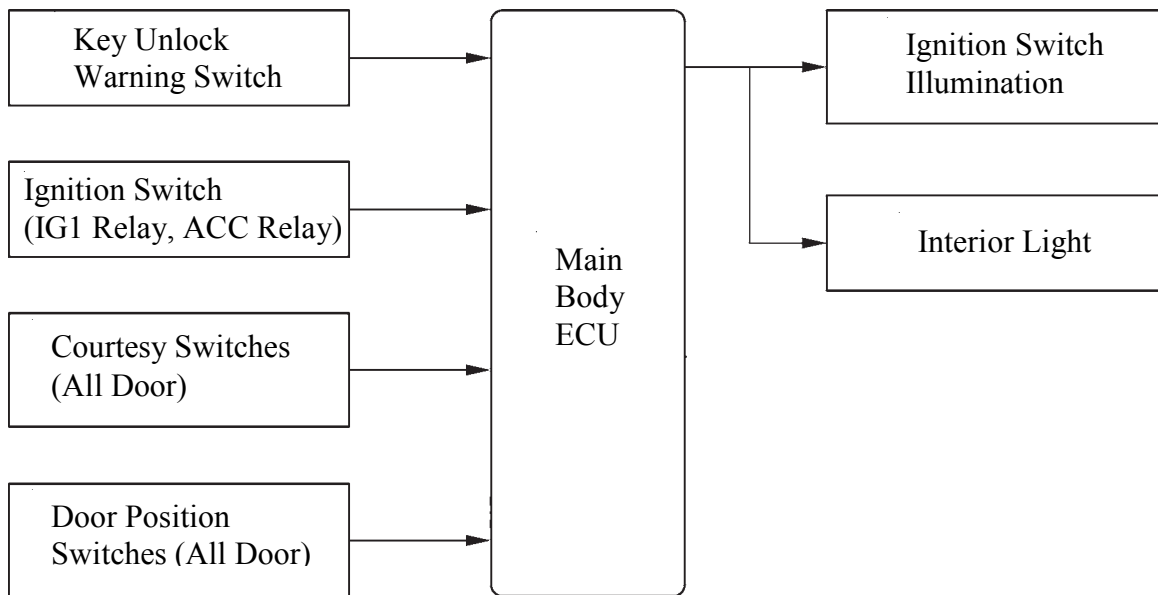 Key Unlock
Warning Switch
Ignition Switch
(IG1 Relay, ACC Relay)
Courtesy Switches
(All Door)
Door Position
Switches (All Door)
Main
Body
ECU
Ignition Switch
Illumination
Interior Light